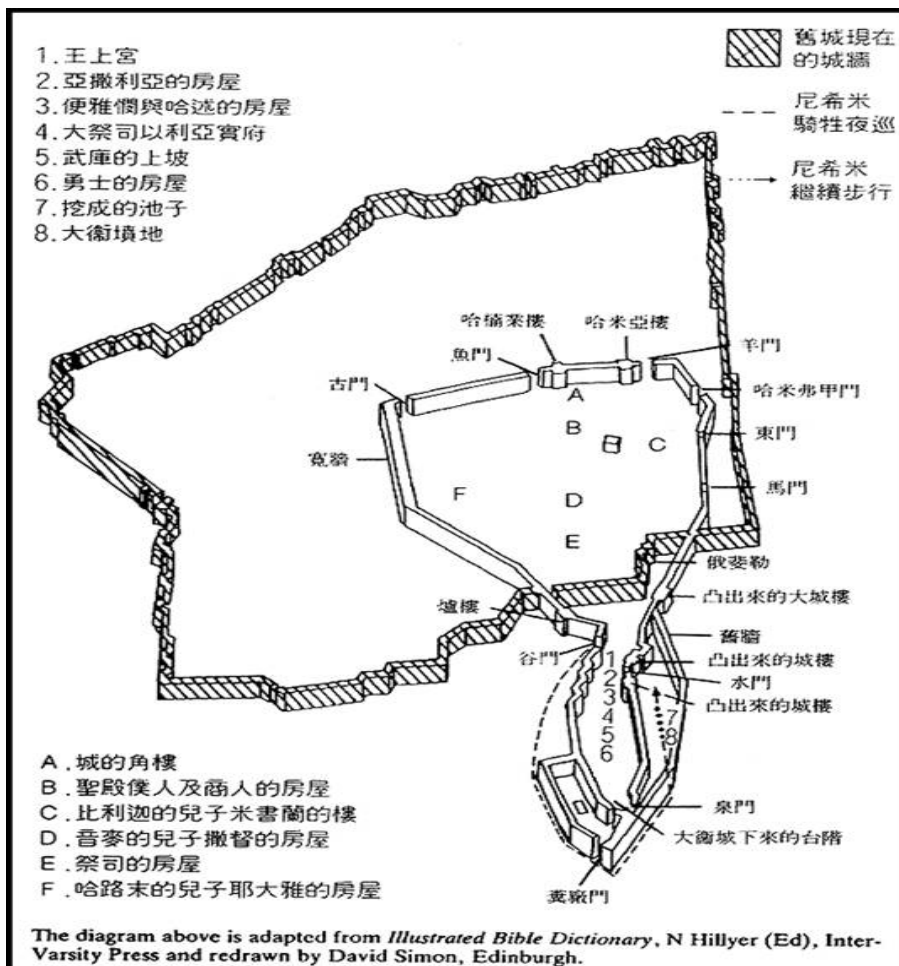 1.王上宮
2.亞撒利亞的房屋
3.便雅憫與哈述的房屋
4.大祭司以利亞實府
5.武庫的上坡
6.勇士的房屋
7.挖成的池子
8.大衞墳地
舊城現在
的城牆
尼希米
騎牲夜巡
尼希米
繼續步行
哈楠業樓
哈米亞樓
羊門
魚門
古門
哈米弗甲門
A
B
C
東門
寬牆
馬門
F
D
E
俄斐勒
凸出來的大城樓
爐樓
舊牆
谷門
1
凸出來的城樓
2
水門
3
凸出來的城樓
4
7
5
8
6
泉門
大衞城下來的台階
糞廠門
A.城的角樓
B.聖殿僕人及商人的房屋
C.比利迦的兒子米書蘭的樓
D.音麥的兒子撒督的房屋
E.祭司的房屋
F.哈路末的兒子耶大雅的房屋
The diagram above is adapted from Illustrated Bible Dictionary, N Hillyer (Ed), Inter-
Varsity Press and redrawn by David Simon, Edinburgh.